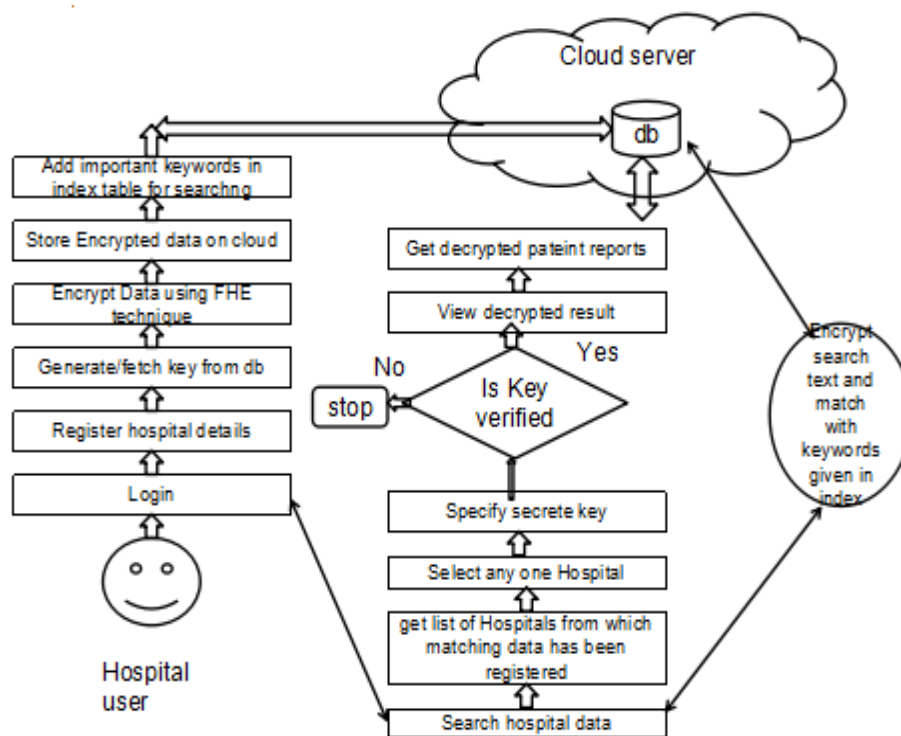 Cloud server
db
Add important keywords in
index table for searchng
Store Encrypted data on cloud
Encrypt Data using FHE
technique
Generate/fetch key from db
Register hospital details
Login
Hospital
user
Get decrypted pateint reports
View decrypted result
Yes
No
Is Key
verified
stop
Specify secrete key
Select any one Hospital
get list of Hospitals from which
matching data has been
registered
Search hospital data
Encrypt
search
text and
match
with
keywords
given in
index